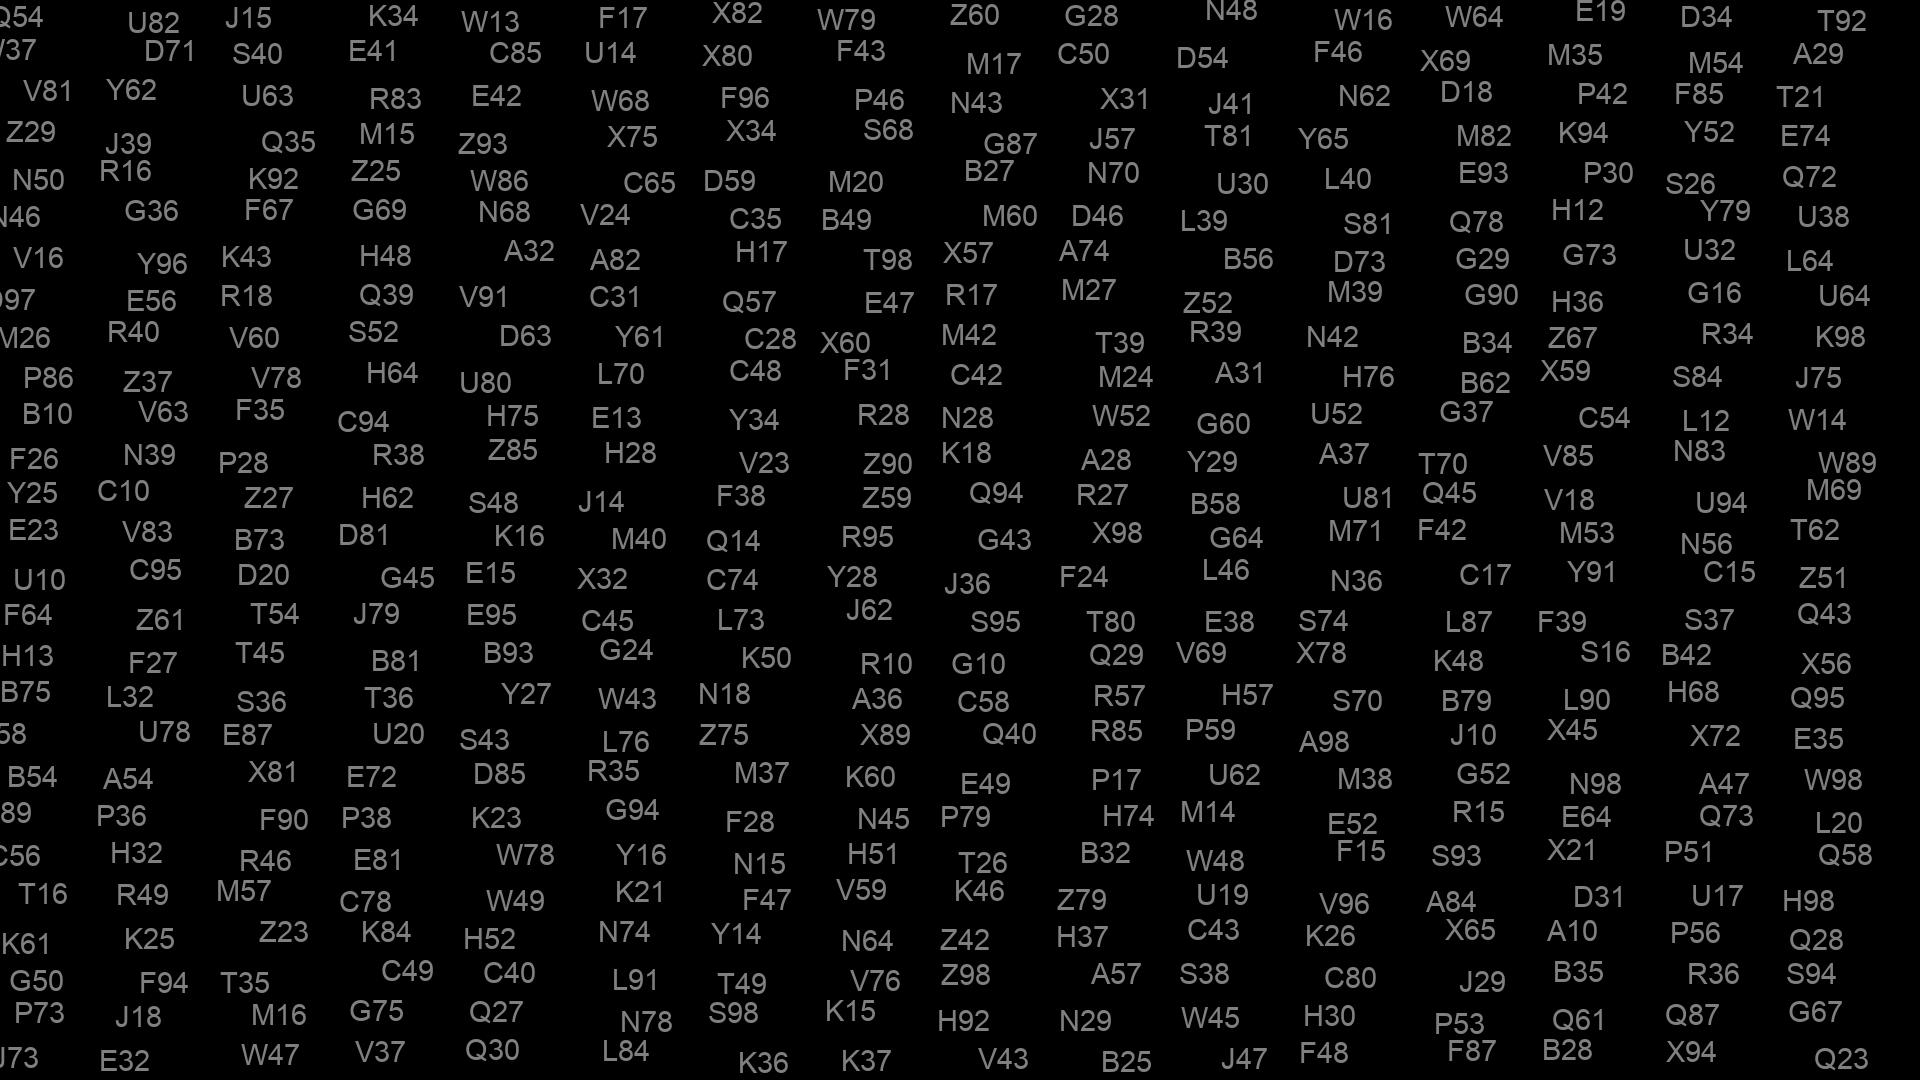 Q54 U82 J15 K34 W13 F17 X82 W79 Z60 G28 N48 W16 W64 E19 D34 T92
37 D71 S40 E41 C85 U14 X80 F43 M17 C50 D54 F46 X69 M35 M54 A29
V81 Y62 U63 R83 E42 W68 F96 P46 N43 X31 J41 N62 D18 P42 F85 T21
Z29 J39 Q35 M15 Z93 X75 X34 S68 G87 J57 T81 Y65 M82 K94 Y52 E74
N50 R16 K92 Z25 W86 C65 D59 M20 B27 N70 U30 L40 E93 P30 S26 Q72
N46 G36 F67 G69 N68 V24 C35 B49 M60 D46 L39 S81 Q78 H12 Y79 U38
V16 Y96 K43 H48 A32 A82 H17 T98 X57 A74 B56 D73 G29 G73 U32 L64
97 E56 R18 Q39 V91 C31 Q57 E47 R17 M27 Z52 M39 G90 H36 G16 U64
M26 R40 V60 S52 D63 Y61 C28 X60 M42 T39 R39 N42 B34 Z67 R34 K98
P86 Z37 V78 H64 U80 L70 C48 F31 C42 M24 A31 H76 B62 X59 S84 J75
B10 V63 F35 C94 H75 E13 Y34 R28 N28 W52 G60 U52 G37 C54 L12 W14
F26 N39 P28 R38 Z85 H28 V23 Z90 K18 A28 Y29 A37 T70 V85 N83 W89
Y25 C10 Z27 H62 S48 J14 F38 Z59 Q94 R27 B58 U81 Q45 V18 U94 M69
E23 V83 B73 D81 K16 M40 Q14 R95 G43 X98 G64 M71 F42 M53 N56 T62
U10 C95 D20 G45 E15 X32 C74 Y28 J36 F24 L46 N36 C17 Y91 C15 Z51
F64 Z61 T54 J79 E95 C45 L73 J62 S95 T80 E38 S74 L87 F39 S37 Q43
H13 F27 T45 B81 B93 G24 K50 R10 G10 Q29 V69 X78 K48 S16 B42 X56
B75 L32 S36 T36 Y27 W43 N18 A36 C58 R57 H57 S70 B79 L90 H68 Q95
58 U78 E87 U20 S43 L76 Z75 X89 Q40 R85 P59 A98 J10 X45 X72 E35
B54 A54 X81 E72 D85 R35 M37 K60 E49 P17 U62 M38 G52 N98 A47 W98
89 P36 F90 P38 K23 G94 F28 N45 P79 H74 M14 E52 R15 E64 Q73 L20
C56 H32 R46 E81 W78 Y16 N15 H51 T26 B32 W48 F15 S93 X21 P51 Q58
T16 R49 M57 C78 W49 K21 F47 V59 K46 Z79 U19 V96 A84 D31 U17 H98
K61 K25 Z23 K84 H52 N74 Y14 N64 Z42 H37 C43 K26 X65 A10 P56 Q28
G50 F94 T35 C49 C40 L91 T49 V76 Z98 A57 S38 C80 J29 B35 R36 S94
P73 J18 M16 G75 Q27 N78 S98 K15 H92 N29 W45 H30 P53 Q61 Q87 G67
73 E32 W47 V37 Q30 L84 K36 K37 V43 B25 J47 F48 F87 B28 X94 Q23